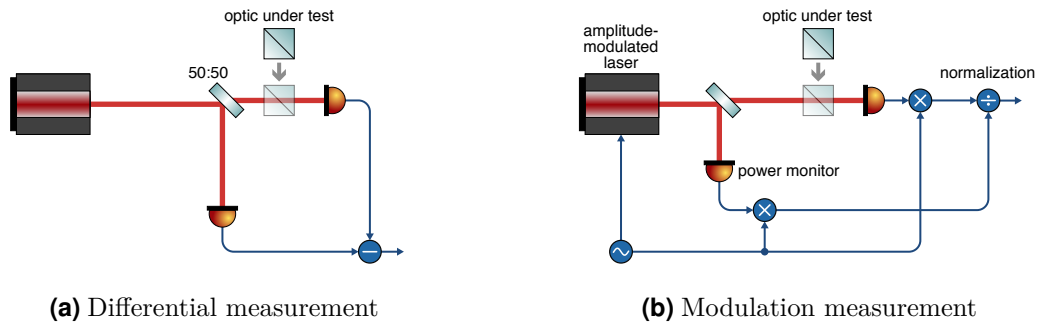 optic under test
50:50
(a) Differential measurement
amplitude-
modulated
laser
optic under test
normalization
power monitor
(b) Modulation measurement